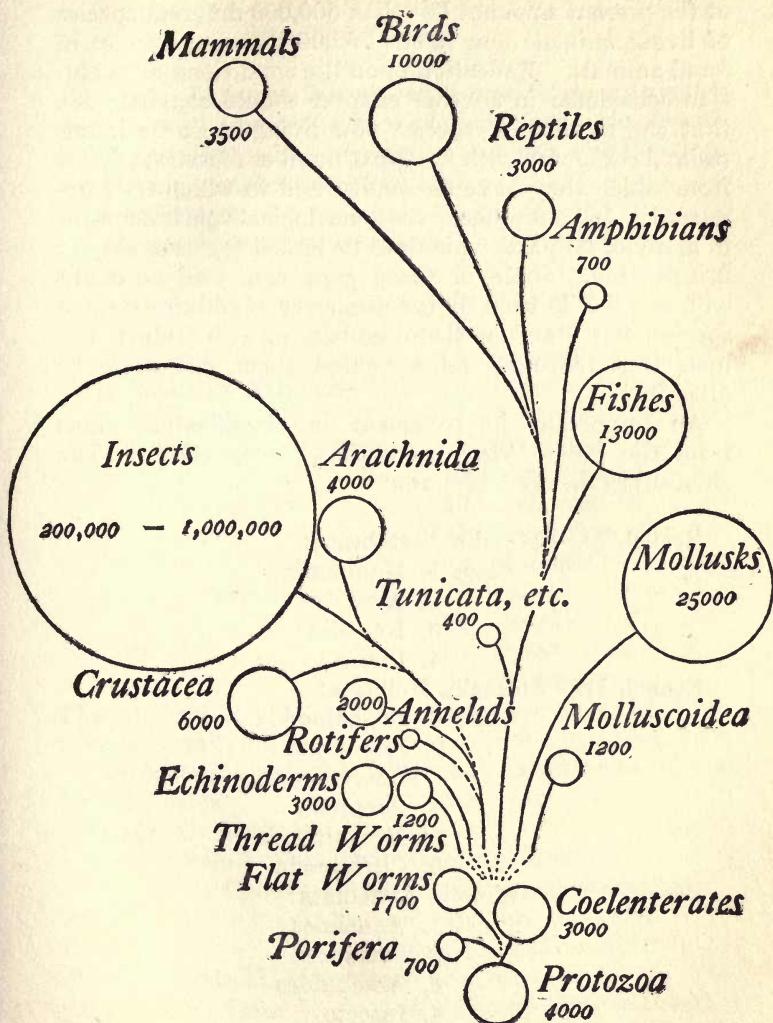 Mammals
3500
Birds
10000
Reptiles
3000
Amphibians
700
Fishes
13000
Insects
200,000 — 1,000,000
Arachnida
4000
Mollusks
25000
Tunicata, etc.
400
Crustacea
6000
2000
Annelids
Rotifers
Molluscoidea
1200
Echinoderms
3000
1200
Thread Worms
Flat Worms
1700
Coelenterates
3000
Porifera
700
Protozoa
4000